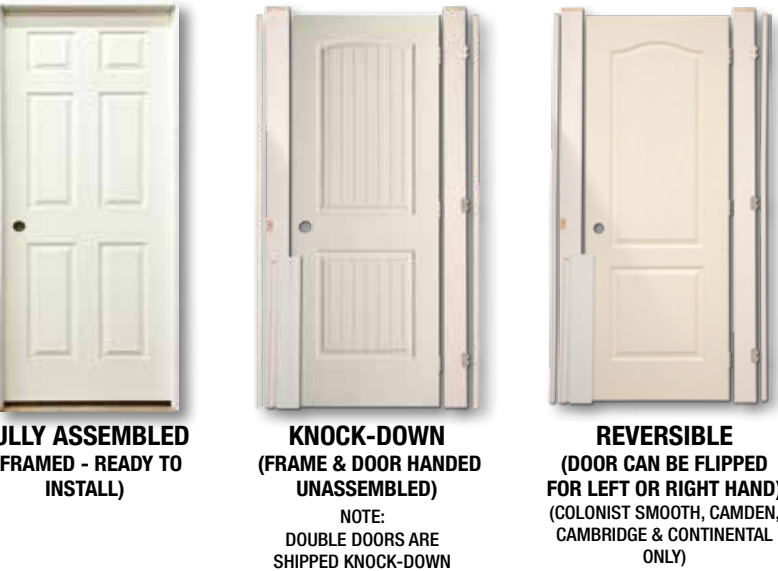 ULLY ASSEMBLED
FRAMED - READY TO
INSTALL)
KNOCK-DOWN
(FRAME & DOOR HANDED
UNASSEMBLED)
NOTE:
DOUBLE DOORS ARE
SHIPPED KNOCK-DOWN
REVERSIBLE
(DOOR CAN BE FLIPPED
FOR LEFT OR RIGHT HAND)
(COLONIST SMOOTH, CAMDEN,
CAMBRIDGE & CONTINENTAL
ONLY)